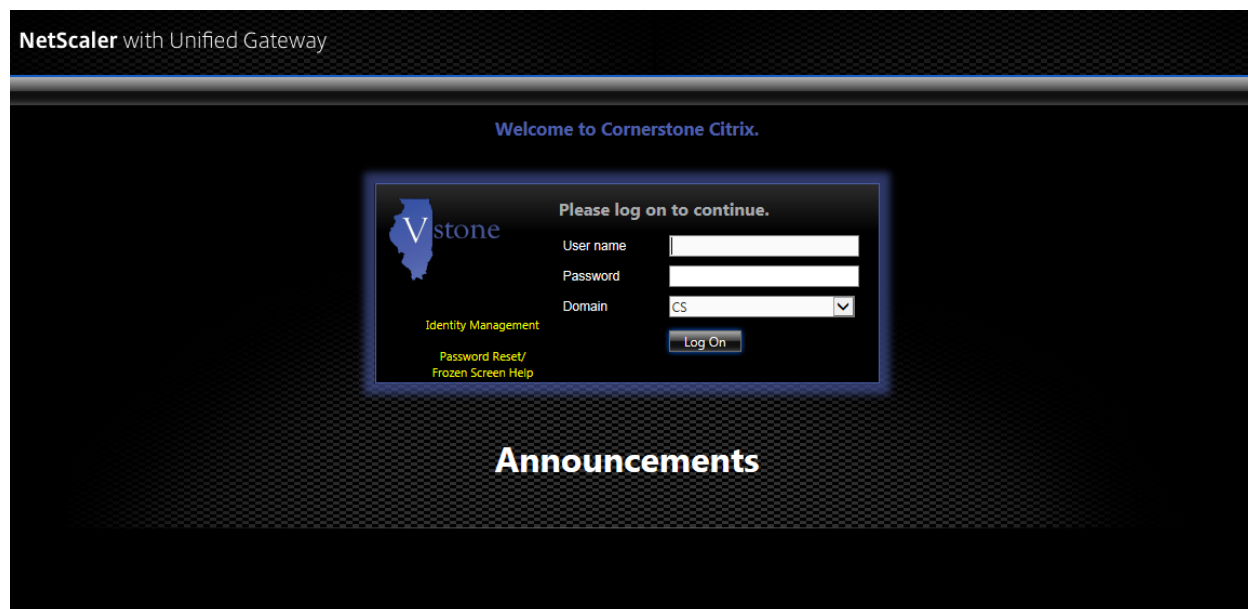 NetScaler with Unified Gateway
Welcome to Cornerstone Citrix.
Vstone
Please log on to continue.
User name
Password
Domain
CS
Log On
Identity Management
Password Reset/
Frozen Screen Help
Announcements